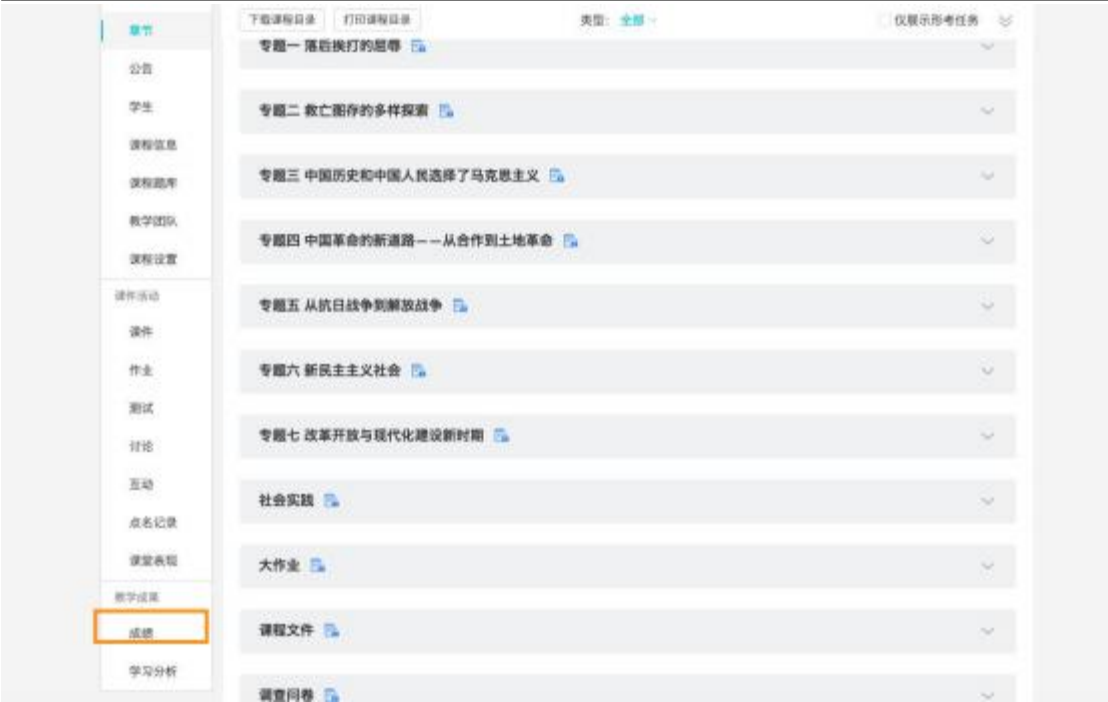 下载课程目录 打印课程目录 类型： 全部 仅展示形考任务
章节
公告
学生
课程信息
课程题库
教学团队
课程设置
课件活动
课件
作业
测试
讨论
互动
点名记录
课堂表现
教学成果
成绩
学习分析
专题一 落后挨打的屈辱
专题二 救亡图存的多样探索
专题三 中国历史和中国人民选择了马克思主义
专题四 中国革命的新道路——从合作到土地革命
专题五 从抗日战争到解放战争
专题六 新民主主义社会
专题七 改革开放与现代化建设新时期
社会实践
大作业
课程文件
调查问卷